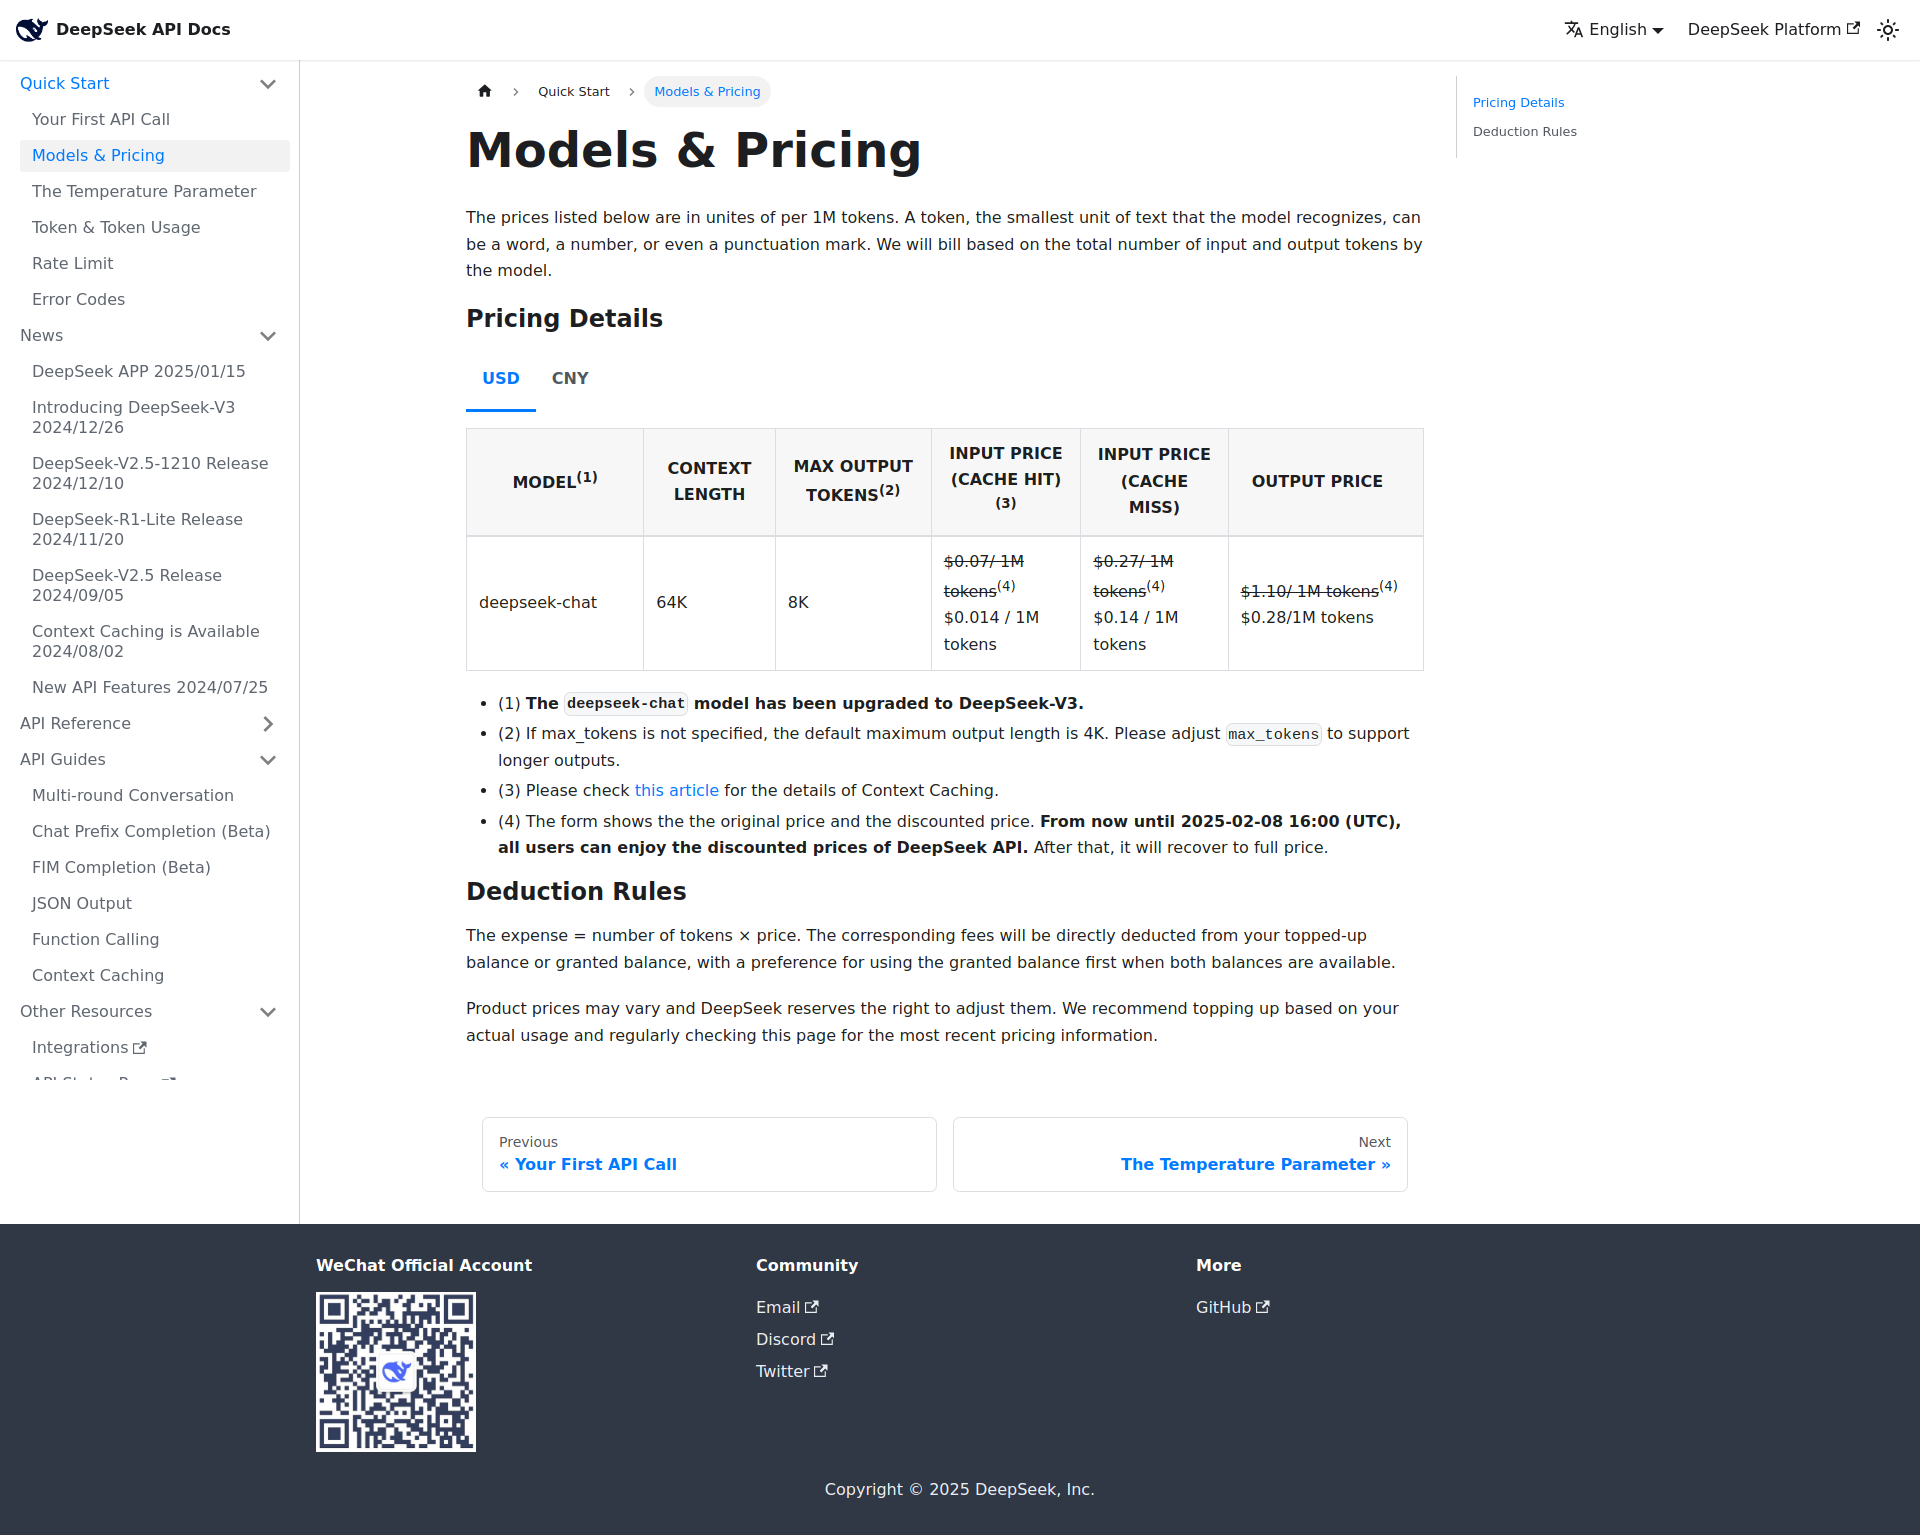 DeepSeek API Docs
English
DeepSeek Platform
Quick Start
Your First API Call
Models & Pricing
The Temperature Parameter
Token & Token Usage
Rate Limit
Error Codes
News
DeepSeek APP 2025/01/15
Introducing DeepSeek-V3
2024/12/26
DeepSeek-V2.5-1210 Release
2024/12/10
DeepSeek-R1-Lite Release
2024/11/20
DeepSeek-V2.5 Release
2024/09/05
Context Caching is Available
2024/08/02
New API Features 2024/07/25
API Reference
API Guides
Multi-round Conversation
Chat Prefix Completion (Beta)
FIM Completion (Beta)
JSON Output
Function Calling
Context Caching
Other Resources
Integrations
Quick Start
Models & Pricing
Models & Pricing
The prices listed below are in unites of per 1M tokens. A token, the smallest unit of text that the model recognizes, can
be a word, a number, or even a punctuation mark. We will bill based on the total number of input and output tokens by
the model.
Pricing Details
USD
CNY
MODEL(1)
CONTEXT
LENGTH
MAX OUTPUT
TOKENS(2)
INPUT PRICE
(CACHE HIT)
(3)
INPUT PRICE
(CACHE
MISS)
OUTPUT PRICE
deepseek-chat
64K
8K
$0.07/ 1M
tokens(4)
$0.014 / 1M
tokens
$0.27/ 1M
tokens(4)
$0.14 / 1M
tokens
$1.10/ 1M tokens(4)
$0.28/1M tokens
• (1) The deepseek-chat model has been upgraded to DeepSeek-V3.
• (2) If max_tokens is not specified, the default maximum output length is 4K. Please adjust max_tokens to support
longer outputs.
• (3) Please check this article for the details of Context Caching.
• (4) The form shows the the original price and the discounted price. From now until 2025-02-08 16:00 (UTC),
all users can enjoy the discounted prices of DeepSeek API. After that, it will recover to full price.
Deduction Rules
The expense = number of tokens × price. The corresponding fees will be directly deducted from your topped-up
balance or granted balance, with a preference for using the granted balance first when both balances are available.
Product prices may vary and DeepSeek reserves the right to adjust them. We recommend topping up based on your
actual usage and regularly checking this page for the most recent pricing information.
Previous
« Your First API Call
Next
The Temperature Parameter »
Pricing Details
Deduction Rules
WeChat Official Account
Community
Email
Discord
Twitter
More
GitHub
Copyright © 2025 DeepSeek, Inc.